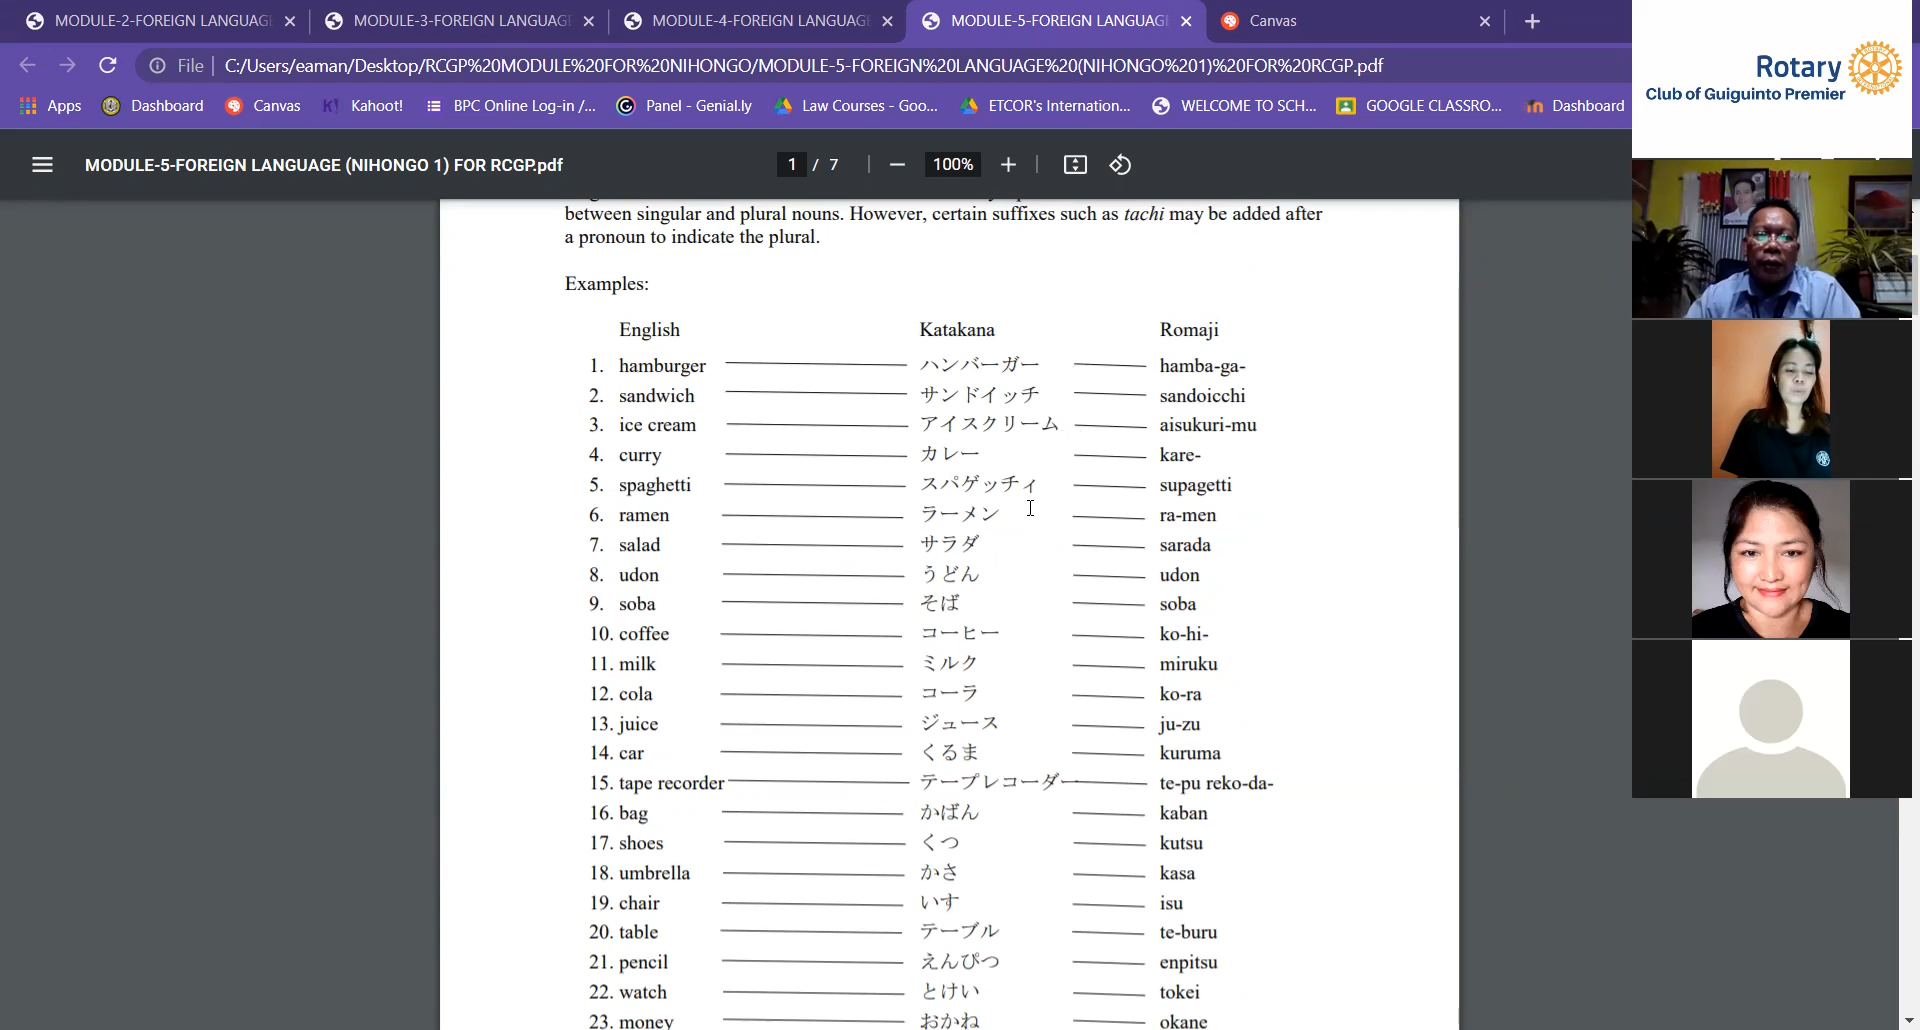 MODULE-2-FOREIGN LANGUAGE
MODULE-3-FOREIGN LANGUAGE
MODULE-4-FOREIGN LANGUAGE
MODULE-5-FOREIGN LANGUAGE
Canvas
File
C:/Users/eaman/Desktop/RCGP%20MODULE%20FOR%20NIHONGO/MODULE-5-FOREIGN%20LANGUAGE%20(NIHONGO%201)%20FOR%20RCGP.pdf
Apps Dashboard Canvas Kahoot! BPC Online Log-in /... Panel - Genial.ly Law Courses - Goo... ETCOR's Internation... WELCOME TO SCH... GOOGLE CLASSRO... Dashboard
Rotary
Club of Guiguinto Premier
MODULE-5-FOREIGN LANGUAGE (NIHONGO 1) FOR RCGP.pdf 1 / 7 100%
between singular and plural nouns. However, certain suffixes such as tachi may be added after
a pronoun to indicate the plural.
Examples:
English Katakana Romaji
1. hamburger ハンバーガー hamba-ga-
2. sandwich サンドイッチ sandoicchi
3. ice cream アイスクリーム aisukuri-mu
4. curry カレー kare-
5. spaghetti スパゲッチィ supagetti
6. ramen ラーメン ra-men
7. salad サラダ sarada
8. udon うどん udon
9. soba そば soba
10. coffee コーヒー ko-hi-
11. milk ミルク miruku
12. cola コーラ ko-ra
13. juice ジュース ju-zu
14. car くるま kuruma
15. tape recorder テープレコーダー te-pu reko-da-
16. bag かばん kaban
17. shoes くつ kutsu
18. umbrella かさ kasa
19. chair いす isu
20. table テーブル te-buru
21. pencil えんぴつ enpitsu
22. watch とけい tokei
23. money おかね okane